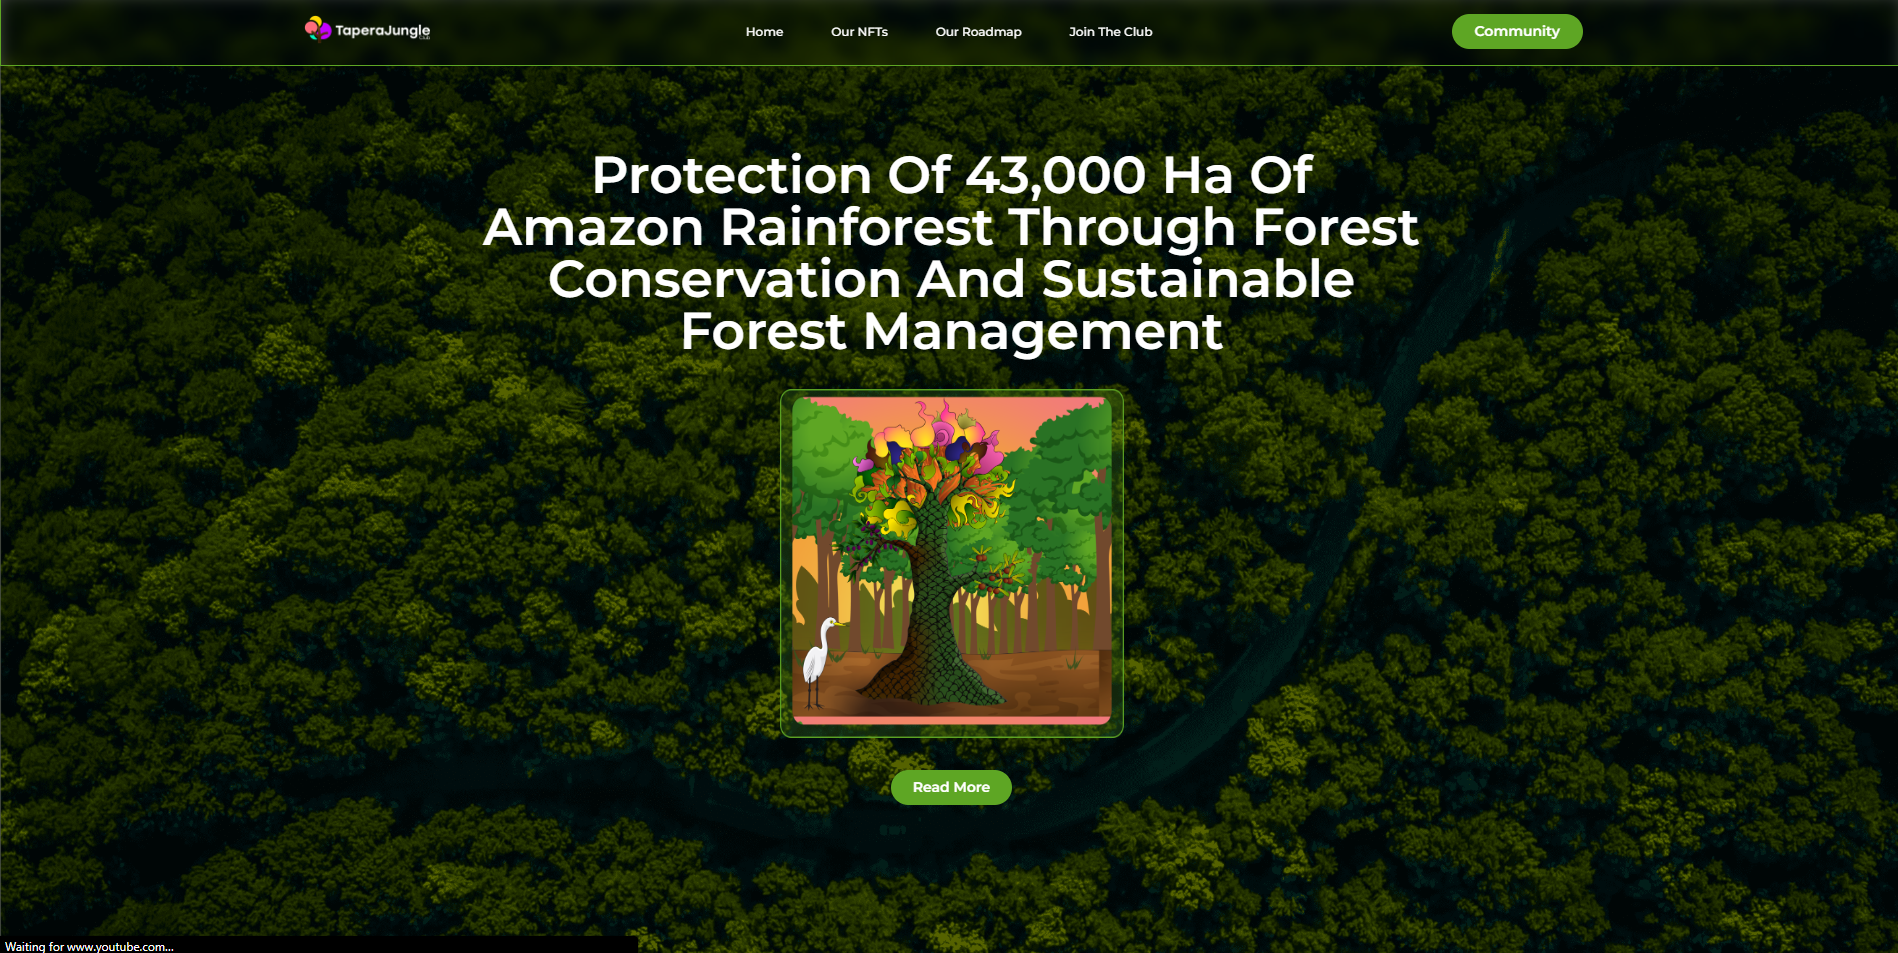 TaperaJungle
Club
Home
Our NFTs
Our Roadmap
Join The Club
Community
Protection Of 43,000 Ha Of
Amazon Rainforest Through Forest
Conservation And Sustainable
Forest Management
Read More
Waiting for www.youtube.com...